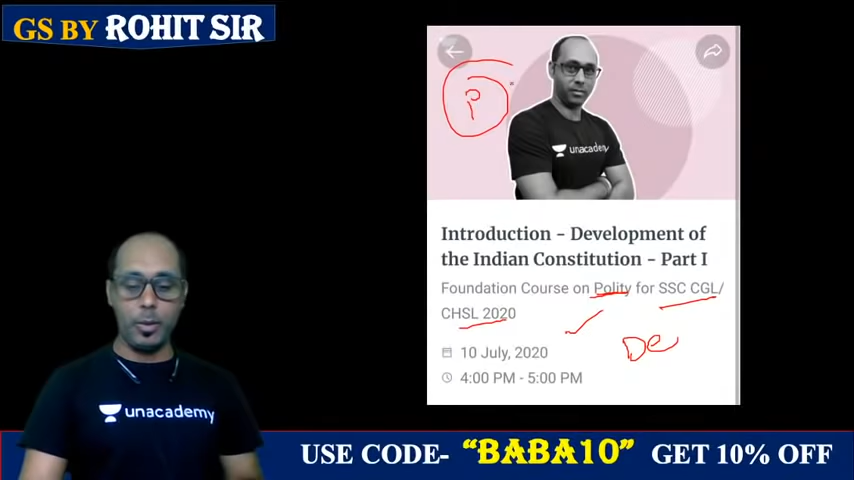 GS BY ROHIT SIR
P
unacademy
Introduction - Development of
the Indian Constitution - Part I
Foundation Course on Polity for SSC CGL/
CHSL 2020
De
10 July, 2020
4:00 PM - 5:00 PM
unacademy
USE CODE- “BABA10” GET 10% OFF